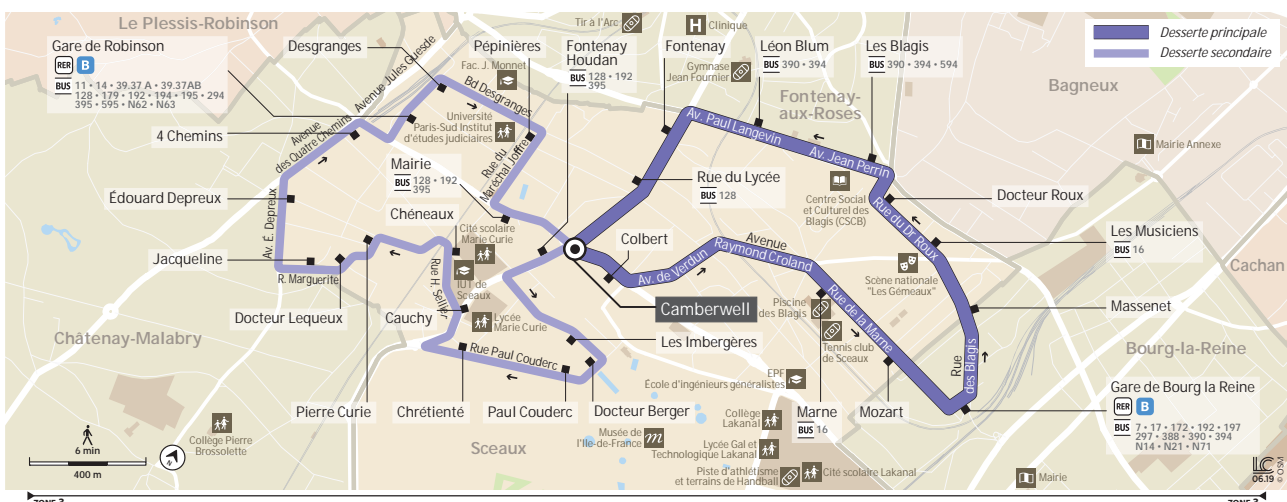 Le Plessis-Robinson
Tir à l'Arc
Clinique
H
Desserte principale
Desserte secondaire
Gare de Robinson
RER B
BUS 11 • 14 • 39.37 A • 39.37AB
128 • 179 • 192 • 194 • 195 • 294
395 • 595 • N62 • N63
Desgranges
Avenue Jules Guesde
Pépinières
Fac. J. Monnet
Bd Desgranges
Fontenay
Houdan
BUS 128 • 192
395
Fontenay
Gymnase
Jean Fournier
Léon Blum
BUS 390 • 394
Les Blagis
BUS 390 • 394 • 594
Bagneux
Fontenay-
aux-Roses
4 Chemins
Avenue
des Quatre Chemins
Université
Paris-Sud Institut
d'études judiciaires
Rue du
Maréchal Joffre
Av. Paul Langevin
Av. Jean Perrin
Mairie Annexe
Mairie
BUS 128 • 192
395
Rue du Lycée
BUS 128
Centre Social
et Culturel des
Blagis (CSCB)
Docteur Roux
Rue du Dr Roux
Édouard Depreux
Av. É. Depreux
Chéneaux
Cité scolaire
Marie Curie
Colbert
Avenue
Raymond Croland
Av. de Verdun
Les Musiciens
BUS 16
Cachan
Jacqueline
R. Marguerite
Rue H. Sellier
IUT de
Sceaux
Scène nationale
"Les Gémeaux"
Docteur Lequeux
Cauchy
Lycée
Marie Curie
Camberwell
Piscine
des Blagis
Rue de la Marne
Massenet
Châtenay-Malabry
Les Imbergères
Tennis club
de Sceaux
Bourg-la-Reine
Rue Paul Couderc
Rue
des Blagis
EPF
École d'ingénieurs généralistes
Gare de Bourg la Reine
RER B
BUS 7 • 17 • 172 • 192 • 197
297 • 388 • 390 • 394
N14 • N21 • N71
Pierre Curie
Chrétienté
Paul Couderc
Docteur Berger
Collège
Lakanal
Marne
BUS 16
Mozart
Collège Pierre
Brossolette
Sceaux
Musée de
l'Ile-de-France
m
Lycée Gal et
Technologique Lakanal
Piste d'athlétisme
et terrains de Handball
Cité scolaire Lakanal
Mairie
6 min
400 m
N
LC
06.19
© OSM
ZONE 3
ZONE 3